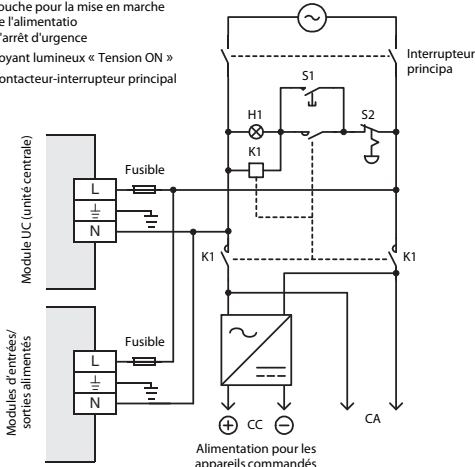 ouche pour la mise en marche
e l'alimentatio
'arrêt d'urgence
oyant lumineux « Tension ON »
ontacteur-interrupteur principal
Interrupteur
principa
S1
H1
S2
K1
Module UC (unité centrale)
Fusible
L
N
K1
K1
Modules d'entrées/
sorties alimentés
Fusible
L
N
CC
CA
Alimentation pour les
appareils commandés